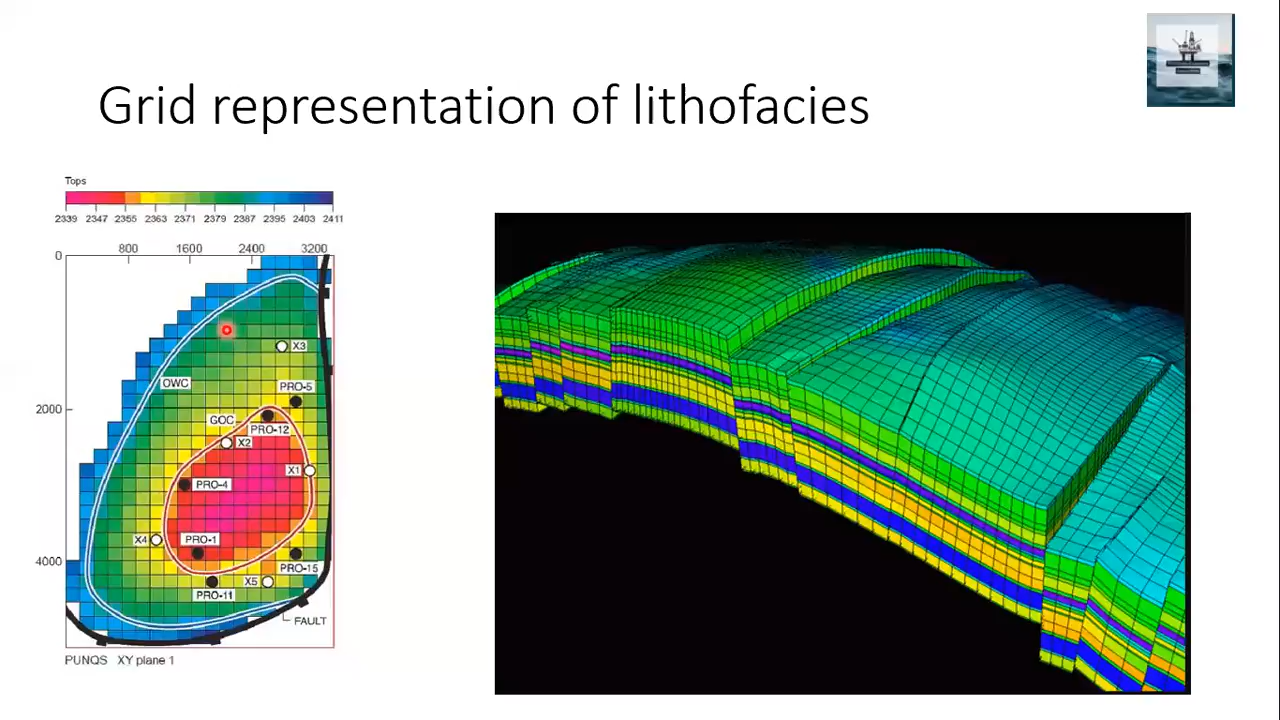 Grid representation of lithofacies
Tops
2339 2347 2355 2363 2371 2379 2387 2395 2403 2411
800 1600 2400 3200
0
X3
OWC
PRO-5
2000
GOC
PRO-12
X2
X1
PRO-4
X4
PRO-1
4000
PRO-15
X5
PRO-11
FAULT
PUNQS XY plane 1